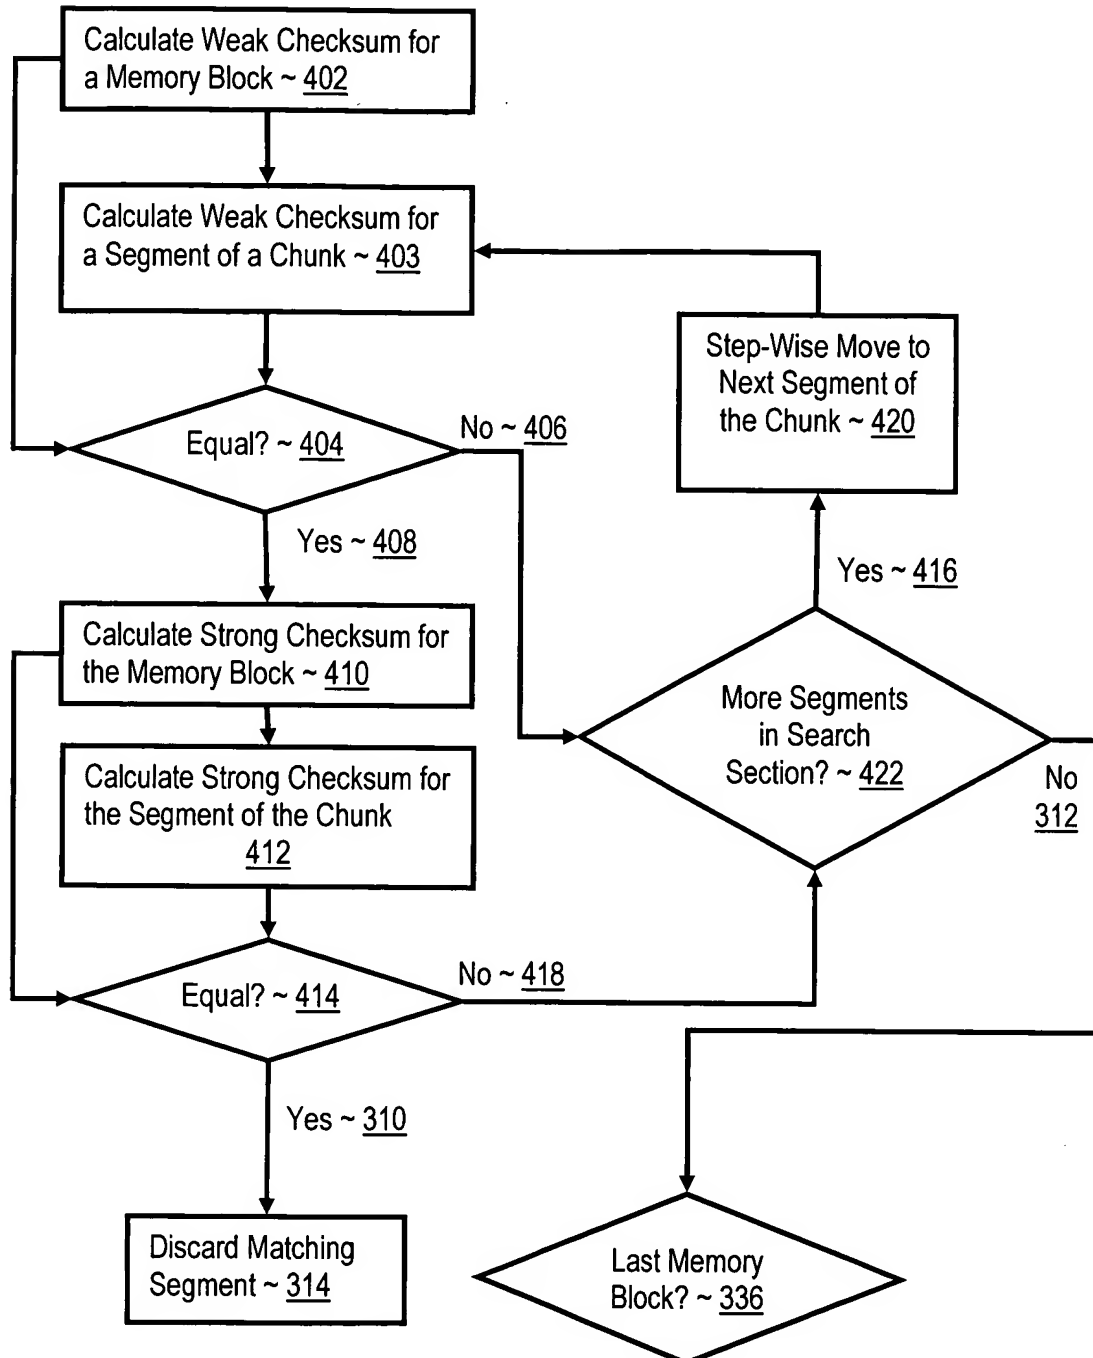 Calculate Weak Checksum for
a Memory Block ~ 402
Calculate Weak Checksum for
a Segment of a Chunk ~ 403
Step-Wise Move to
Next Segment of
the Chunk ~ 420
Equal? ~ 404
No ~ 406
Yes ~ 408
Yes ~ 416
Calculate Strong Checksum for
the Memory Block ~ 410
More Segments
in Search
Section? ~ 422
No
312
Calculate Strong Checksum for
the Segment of the Chunk
412
Equal? ~ 414
No ~ 418
Yes ~ 310
Discard Matching
Segment ~ 314
Last Memory
Block? ~ 336